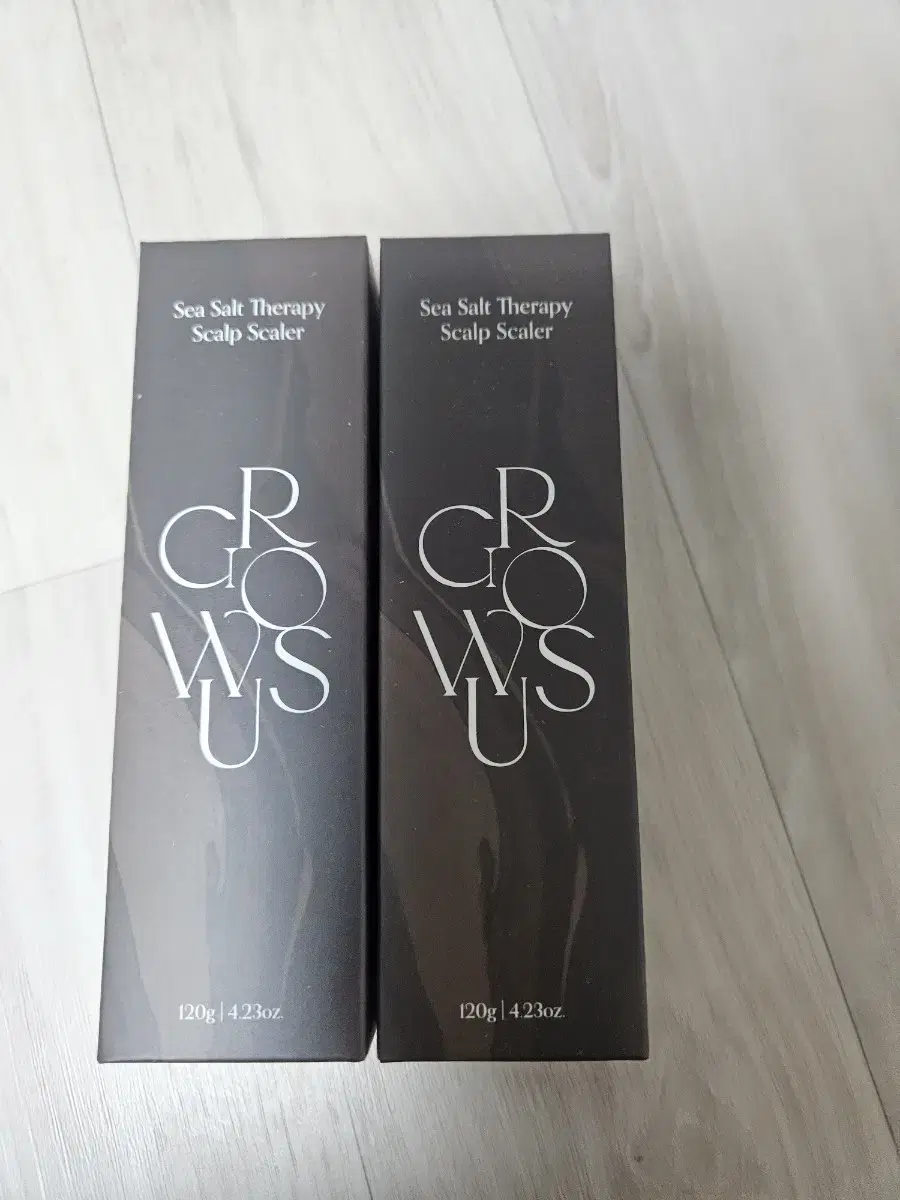 Sea Salt Therapy
Scalp Scaler
GROWUS
120g | 4.23oz.
Sea Salt Therapy
Scalp Scaler
GROWUS
120g | 4.23oz.